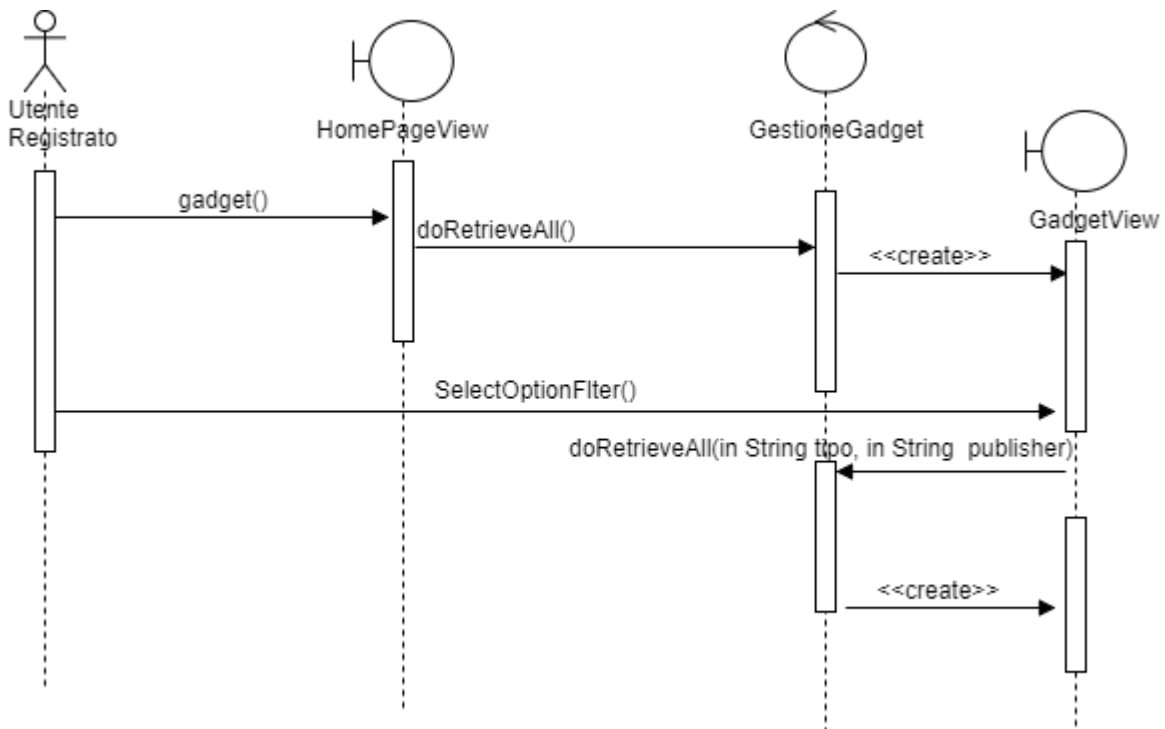 Utente
Registrato
HomePageView
GestioneGadget
GadgetView
gadget()
doRetrieveAll()
<<create>>
SelectOptionFlter()
doRetrieveAll(in String tipo, in String publisher)
<<create>>